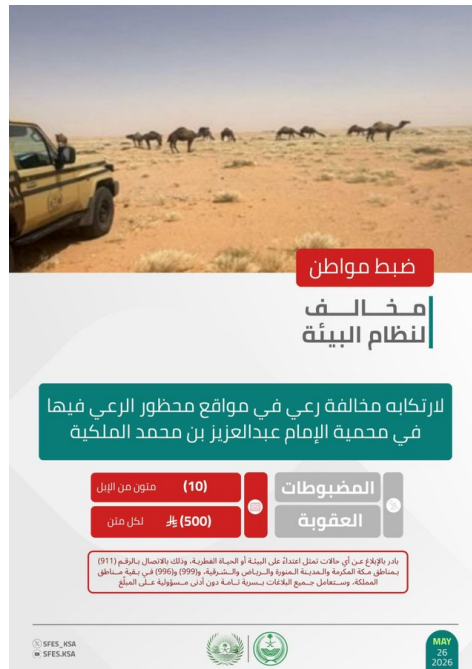 ضبط مواطن
مخالف
لنظام البيئة
لارتكابه مخالفة رعي في مواقع محظور الرعي فيها
في محمية الإمام عبدالعزيز بن محمد الملكية
المضبوطات
(10) متون من الإبل
العقوبة
(500) لكل متن
بادر بالإبلاغ عن أي حالات تمثل اعتداءً على البيئة أو الحياة الفطرية، وذلك بالاتصال بالرقم (911)
بمناطق مكة المكرمة والمدينة المنورة والرياض والشرقية، و(999) و(996) في بقية مناطق
المملكة، وستعامل جميع البلاغات بسرية تامة دون أدنى مسؤولية على المبلّغ
SFES_KSA
SFES.KSA
MAY
26
2026